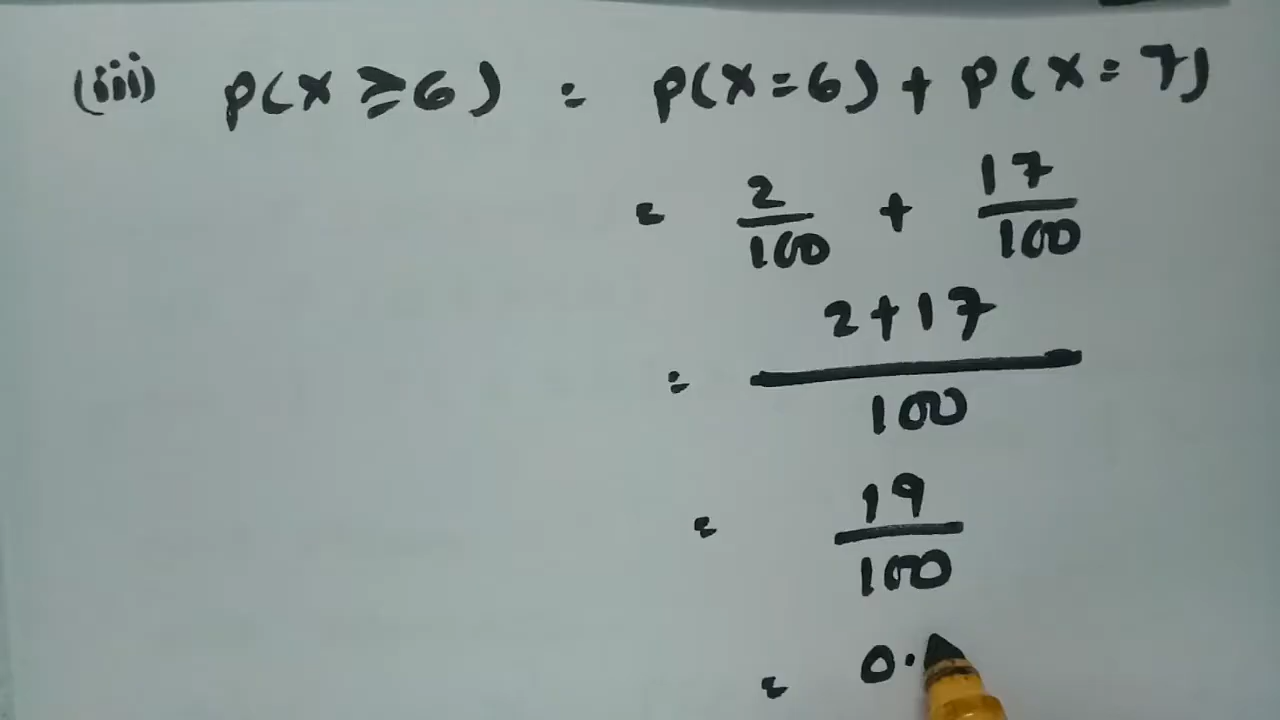 (iii) P(X ≥ 6) = P(X = 6) + P(X = 7)
= 2/100 + 17/100
= 2+17/100
= 19/100
= 0.